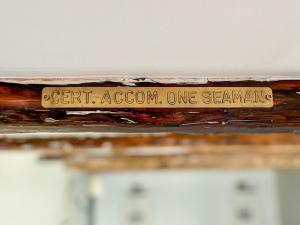 CERT. ACCOM. ONE SEAMAN